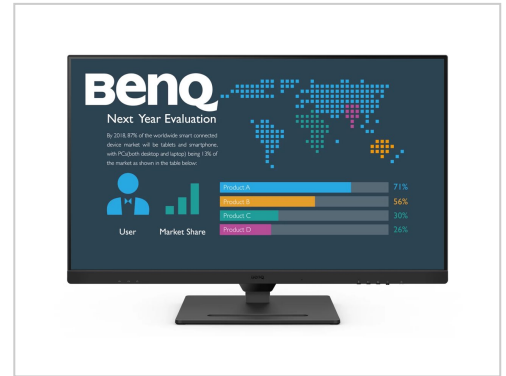 BenQ
Next Year Evaluation
By 2018, 87% of the worldwide smart connected
device market will be tablets and smartphone,
with PCs(both desktop and laptop) being 13% of
the market as shown in the table below:
User
Market Share
Product A 71%
Product B 56%
Product C 30%
Product D 26%
BenQ